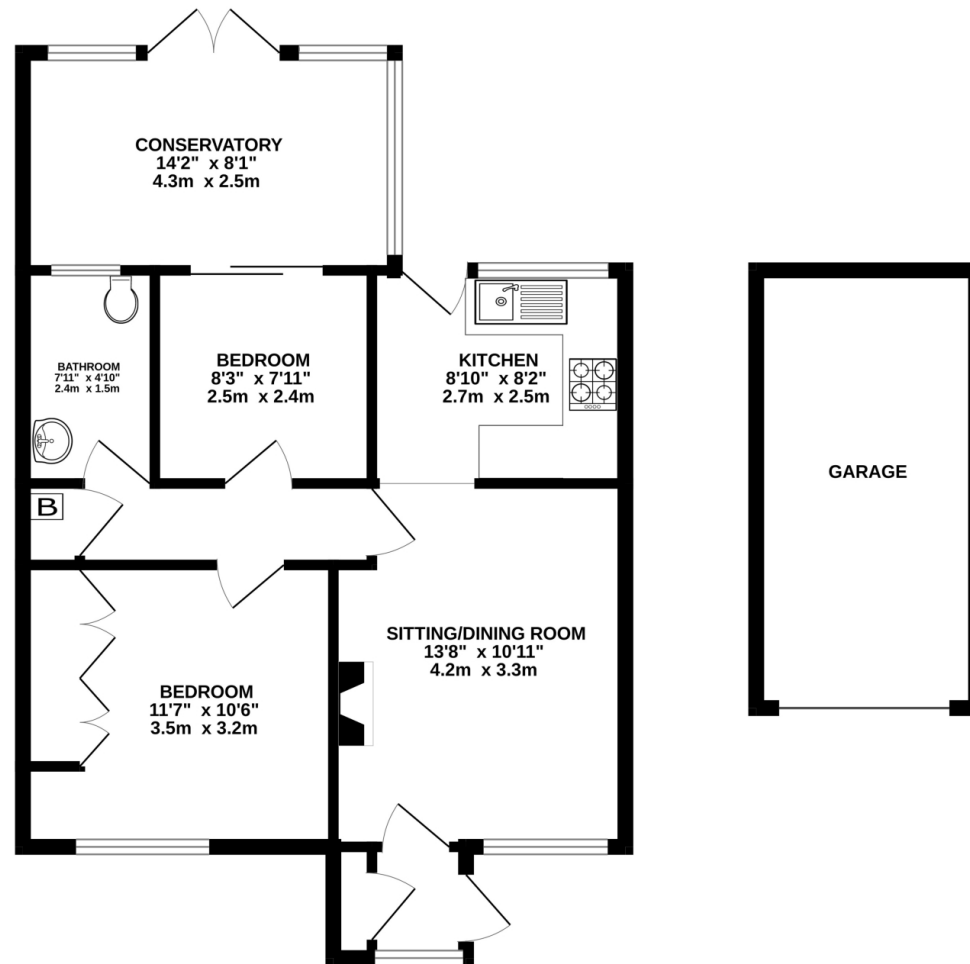 CONSERVATORY
14'2" x 8'1"
4.3m x 2.5m
BATHROOM
7'11" x 4'10"
2.4m x 1.5m
BEDROOM
8'3" x 7'11"
2.5m x 2.4m
KITCHEN
8'10" x 8'2"
2.7m x 2.5m
GARAGE
B
SITTING/DINING ROOM
13'8" x 10'11"
4.2m x 3.3m
BEDROOM
11'7" x 10'6"
3.5m x 3.2m